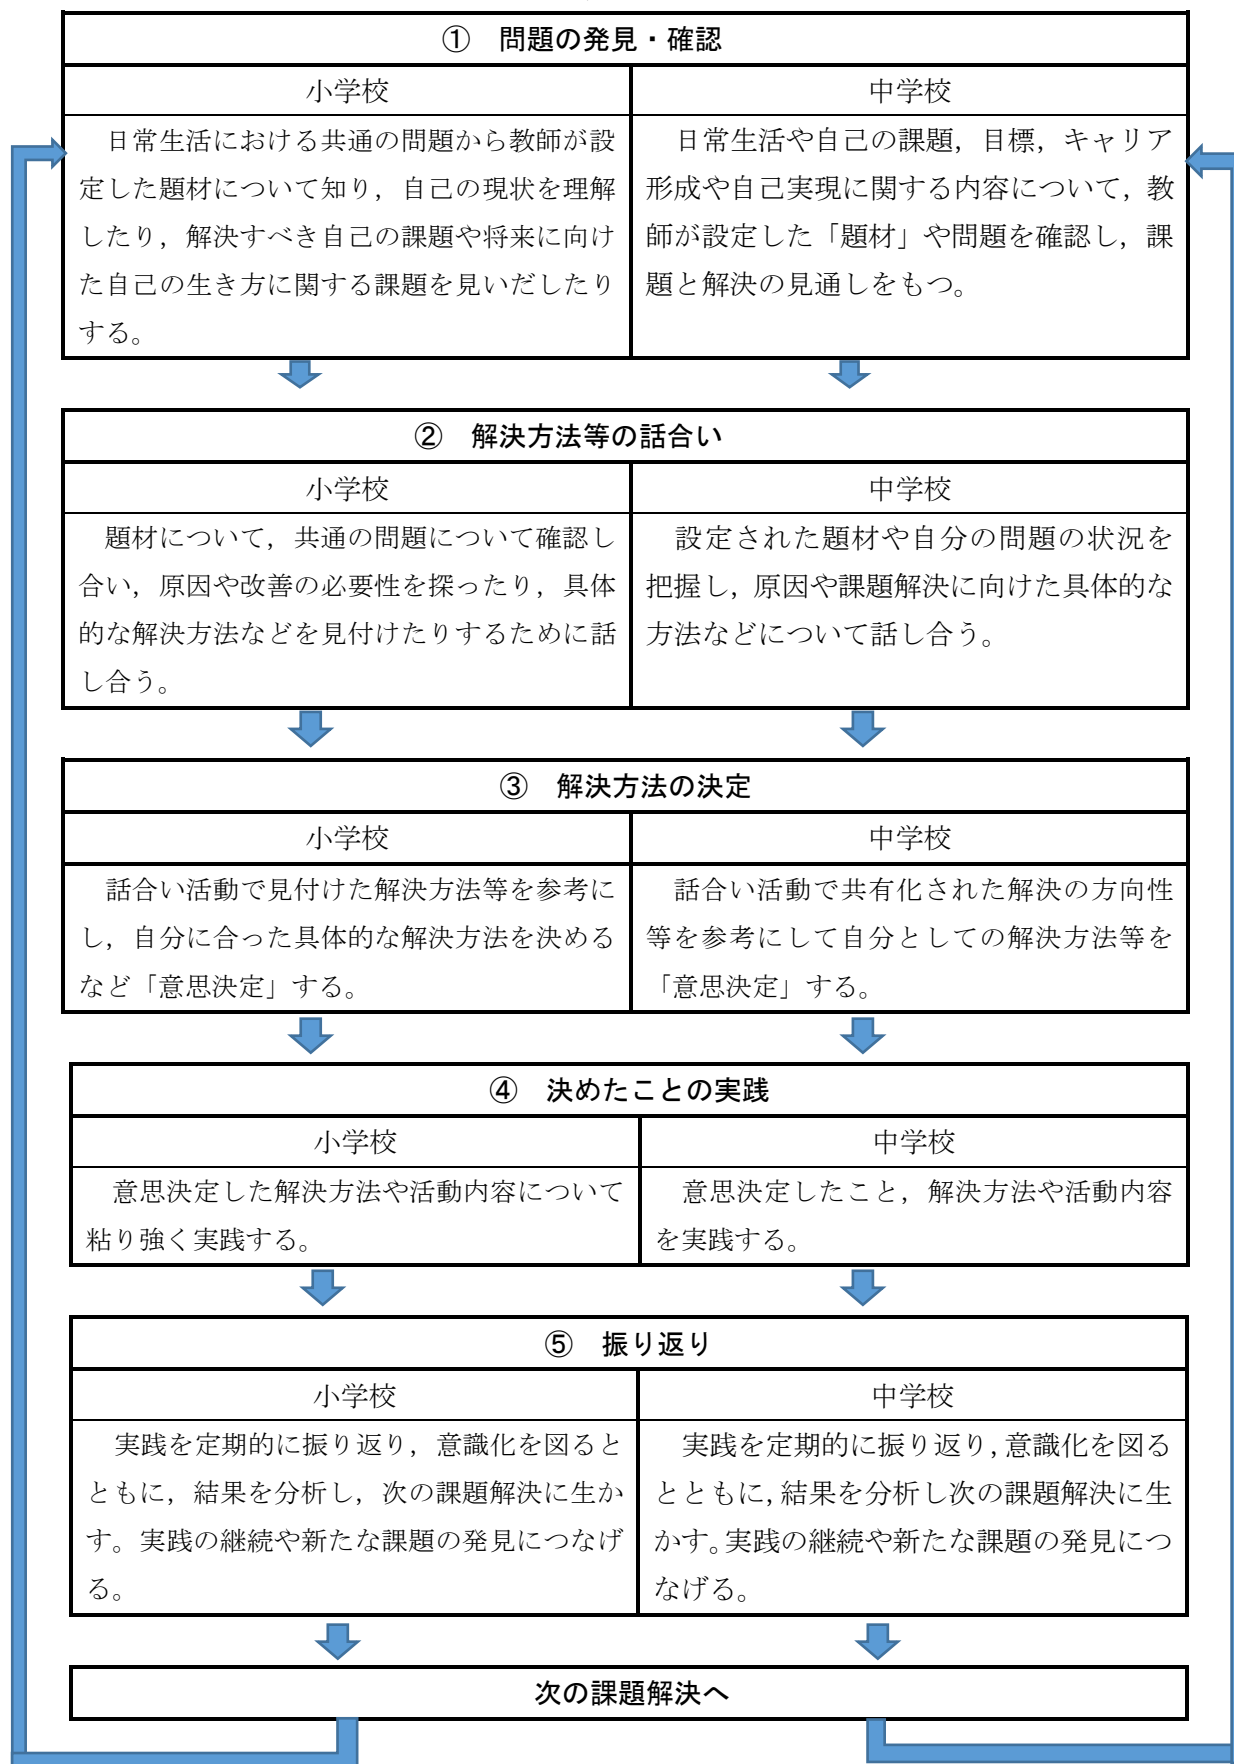 ① 問題の発見・確認
小学校
中学校
日常生活における共通の問題から教師が設
定した題材について知り，自己の現状を理解
したり，解決すべき自己の課題や将来に向け
た自己の生き方に関する課題を見いだしたり
する。
日常生活や自己の課題，目標，キャリア
形成や自己実現に関する内容について，教
師が設定した「題材」や問題を確認し，課
題と解決の見通しをもつ。
② 解決方法等の話合い
小学校
中学校
題材について，共通の問題について確認し
合い，原因や改善の必要性を探ったり，具体
的な解決方法などを見付けたりするために話
し合う。
設定された題材や自分の問題の状況を
把握し，原因や課題解決に向けた具体的な
方法などについて話し合う。
③ 解決方法の決定
小学校
中学校
話合い活動で見付けた解決方法等を参考に
し，自分に合った具体的な解決方法を決める
など「意思決定」する。
話合い活動で共有化された解決の方向性
等を参考にして自分としての解決方法等を
「意思決定」する。
④ 決めたことの実践
小学校
中学校
意思決定した解決方法や活動内容について
粘り強く実践する。
意思決定したこと，解決方法や活動内容
を実践する。
⑤ 振り返り
小学校
中学校
実践を定期的に振り返り，意識化を図ると
ともに，結果を分析し，次の課題解決に生か
す。実践の継続や新たな課題の発見につなげ
る。
実践を定期的に振り返り，意識化を図る
とともに，結果を分析し次の課題解決に生
かす。実践の継続や新たな課題の発見につ
なげる。
次の課題解決へ